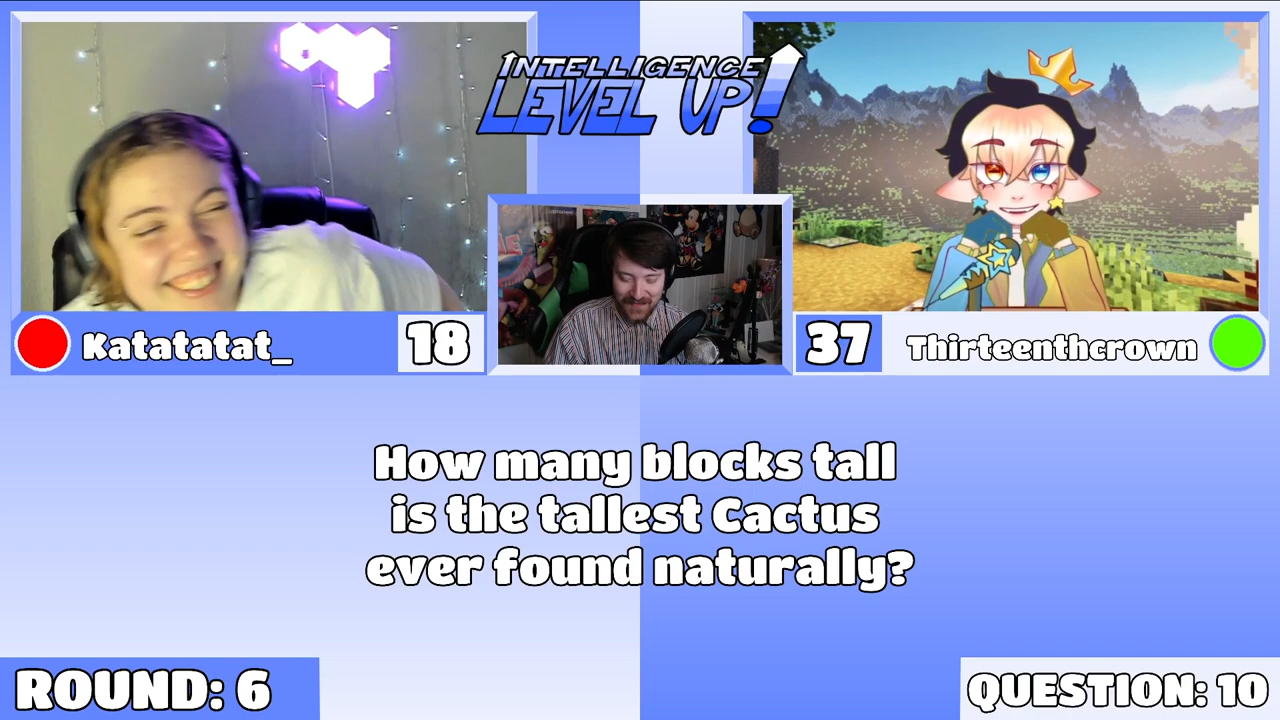 INTELLIGENCE
LEVEL UP!
Katatatat_
18
37
Thirteenthcrown
How many blocks tall
is the tallest Cactus
ever found naturally?
ROUND: 6
QUESTION: 10